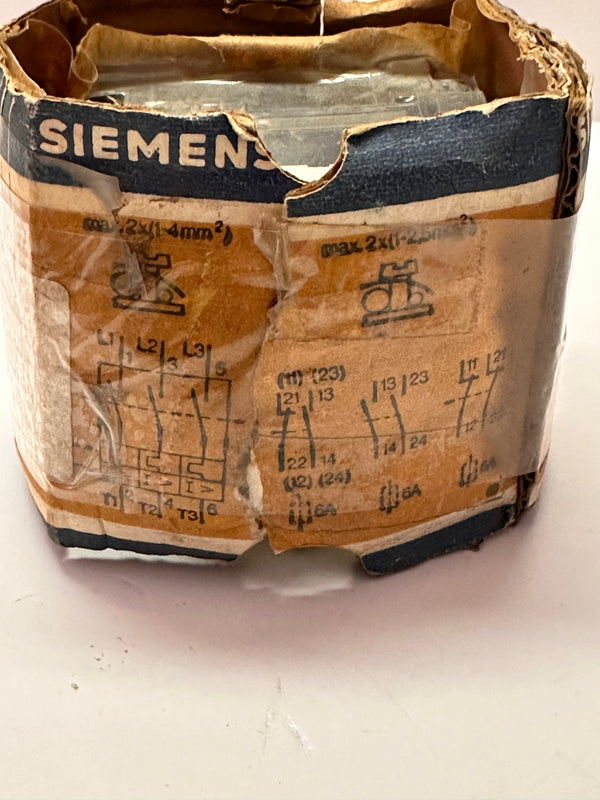 SIEMENS
max. 2x(1-4mm²)
max. 2x(1-2,5mm²)
L1 L2 L3
1 3 5
2 4 6
T1 T2 T3
(11) (23)
21 13
22 14
(12) (24)
6A
13 23
14 24
6A
11 21
12 22
6A